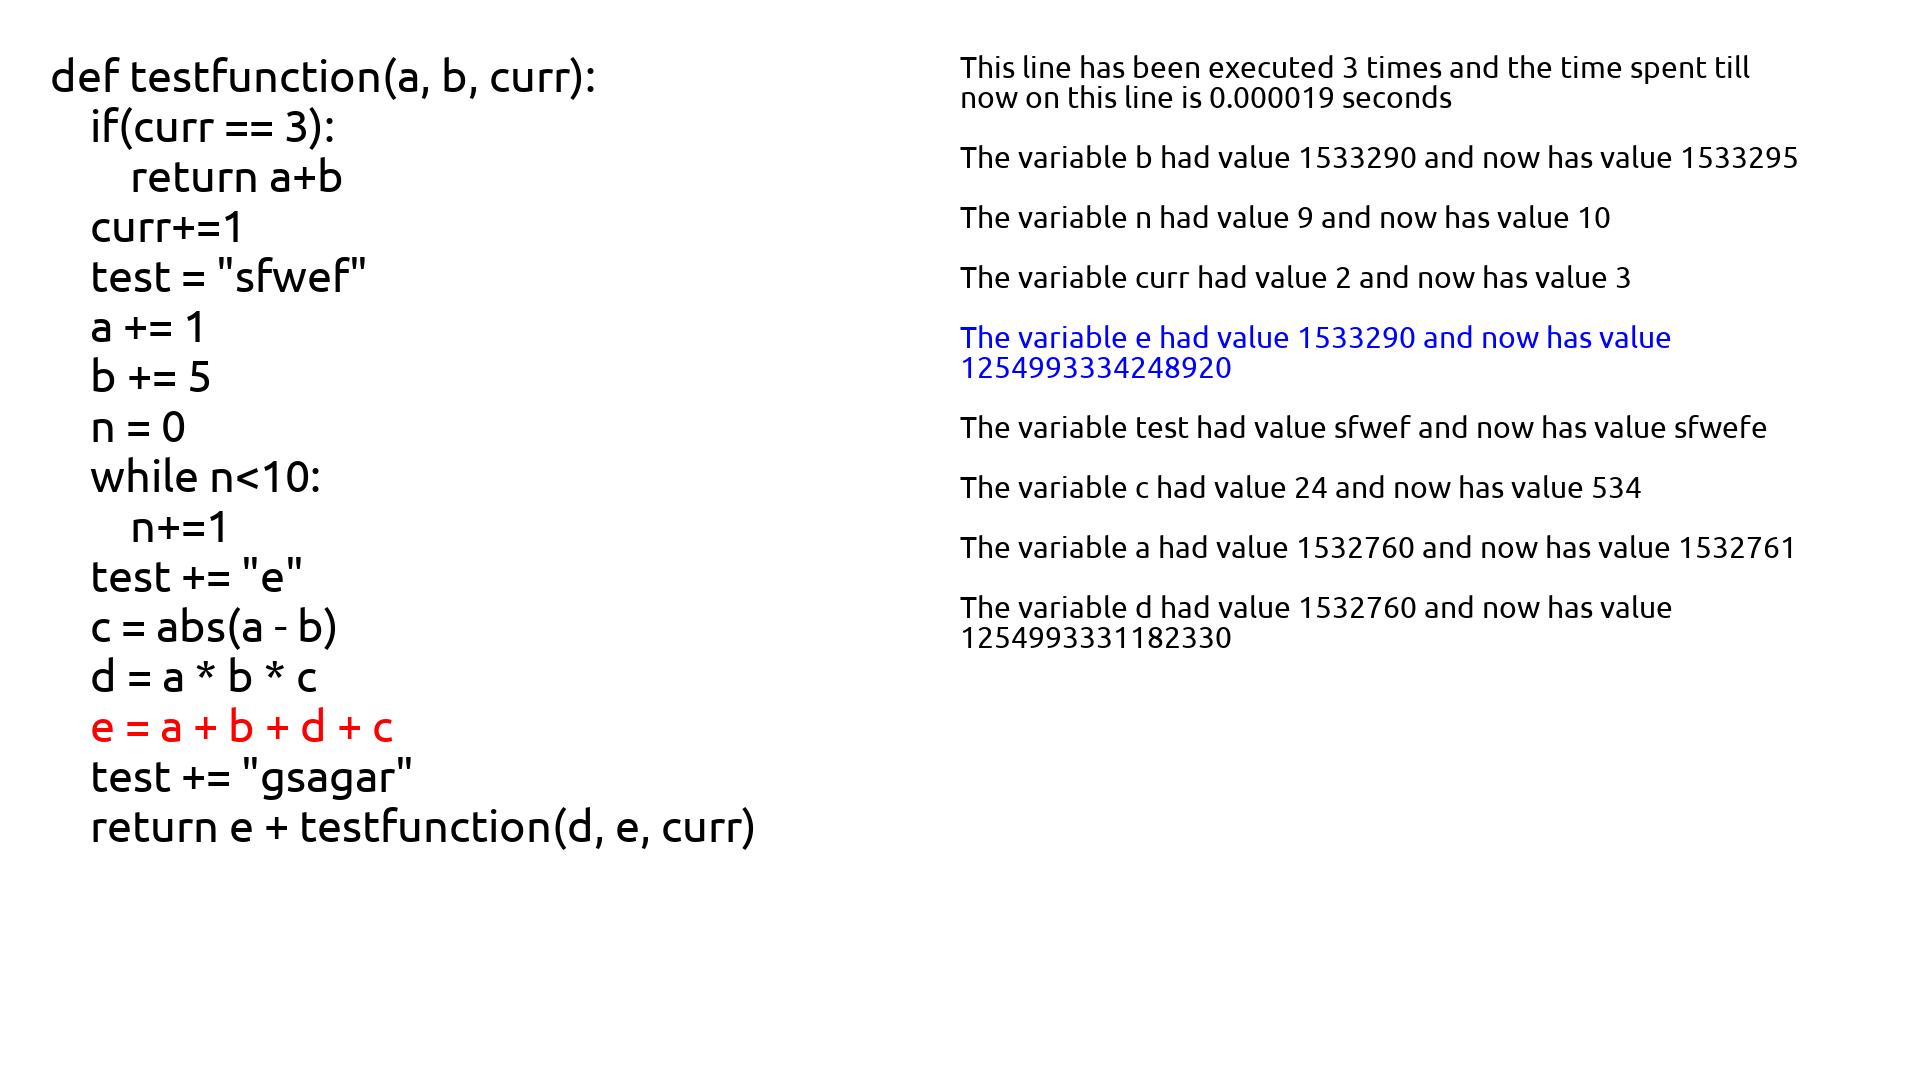 def testfunction(a, b, curr):
    if(curr == 3):
        return a+b
    curr+=1
    test = "sfwef"
    a += 1
    b += 5
    n = 0
    while n<10:
        n+=1
    test += "e"
    c = abs(a - b)
    d = a * b * c
    e = a + b + d + c
    test += "gsagar"
    return e + testfunction(d, e, curr)
This line has been executed 3 times and the time spent till
now on this line is 0.000019 seconds
The variable b had value 1533290 and now has value 1533295
The variable n had value 9 and now has value 10
The variable curr had value 2 and now has value 3
The variable e had value 1533290 and now has value
1254993334248920
The variable test had value sfwef and now has value sfwefe
The variable c had value 24 and now has value 534
The variable a had value 1532760 and now has value 1532761
The variable d had value 1532760 and now has value
1254993331182330